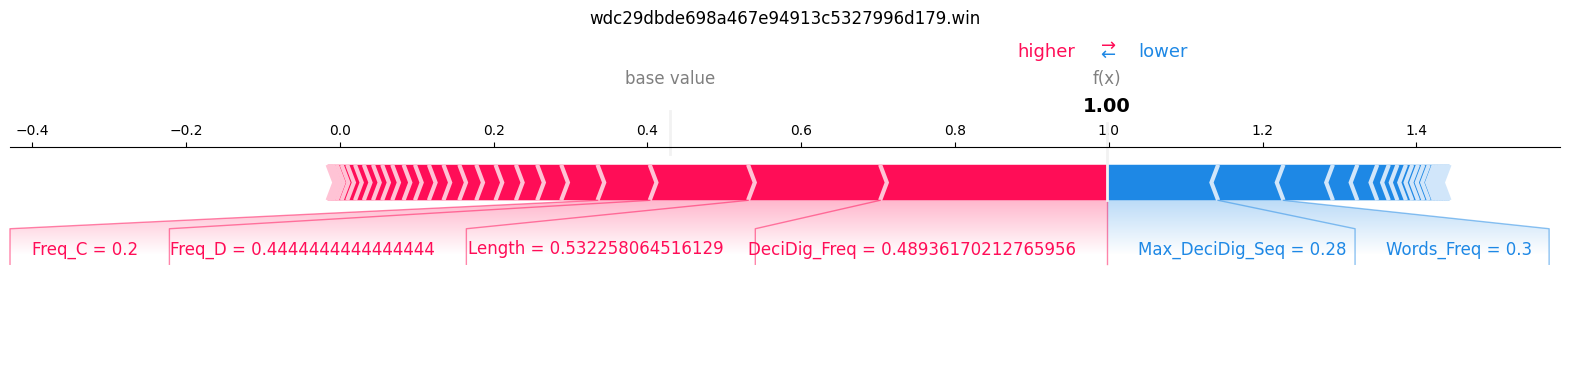 wdc29dbde698a467e94913c5327996d179.win
higher ⇄ lower
base value f(x)
1.00
−0.4 −0.2 0.0 0.2 0.4 0.6 0.8 1.0 1.2 1.4
Freq_C = 0.2 Freq_D = 0.4444444444444444 Length = 0.532258064516129 DeciDig_Freq = 0.48936170212765956 Max_DeciDig_Seq = 0.28 Words_Freq = 0.3